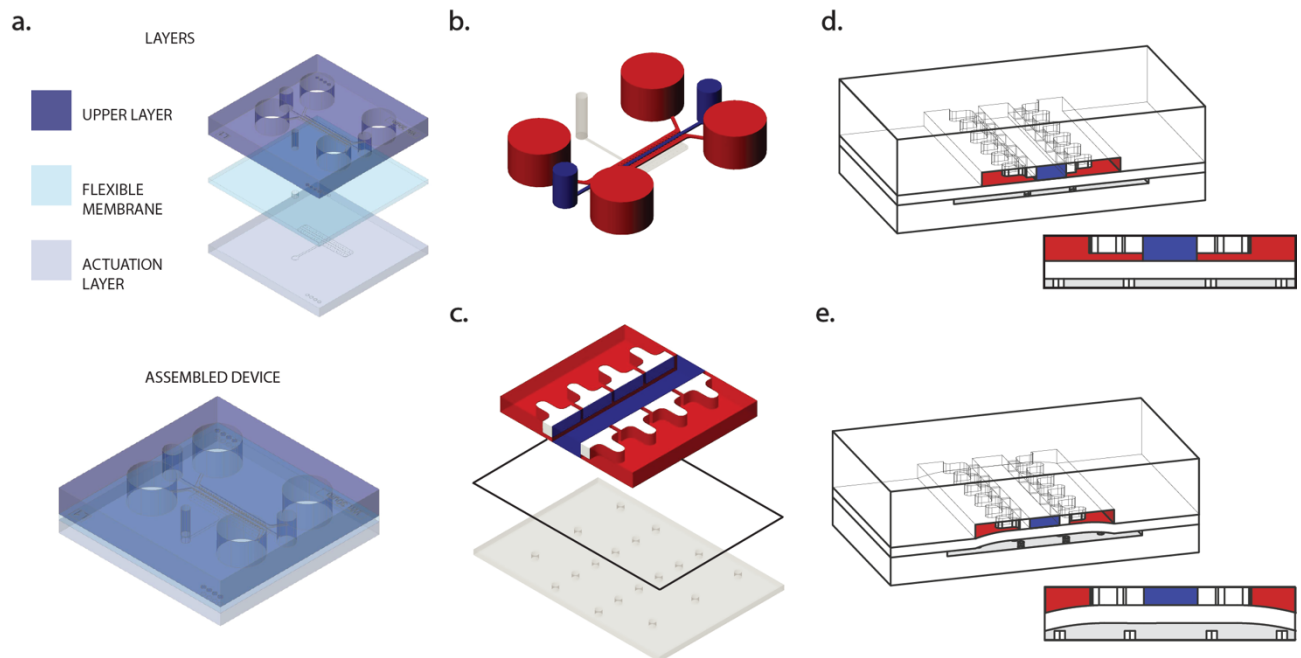 a.
LAYERS
UPPER LAYER
FLEXIBLE
MEMBRANE
ACTUATION
LAYER
ASSEMBLED DEVICE
b.
c.
d.
e.